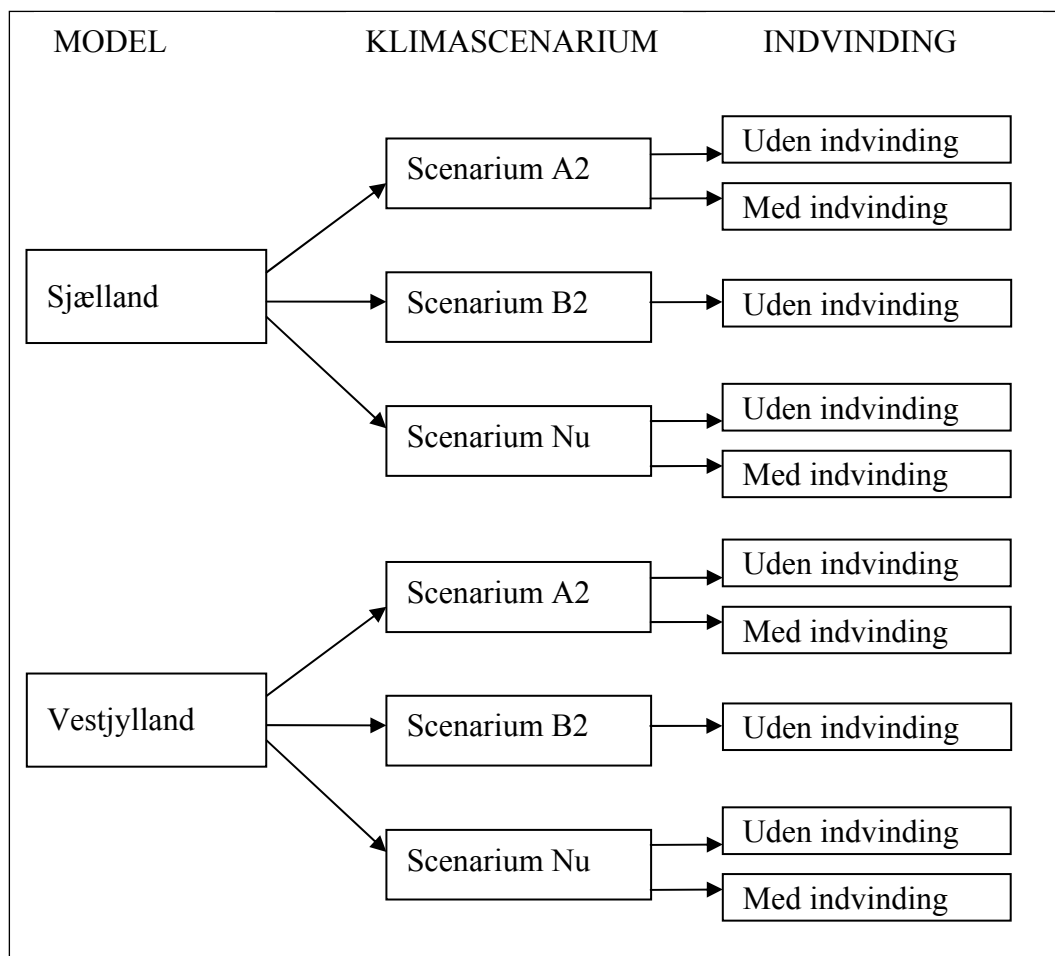 MODEL KLIMASCENARIUM INDVINDING
Sjælland
Scenarium A2
Uden indvinding
Med indvinding
Scenarium B2
Uden indvinding
Scenarium Nu
Uden indvinding
Med indvinding
Vestjylland
Scenarium A2
Uden indvinding
Med indvinding
Scenarium B2
Uden indvinding
Scenarium Nu
Uden indvinding
Med indvinding